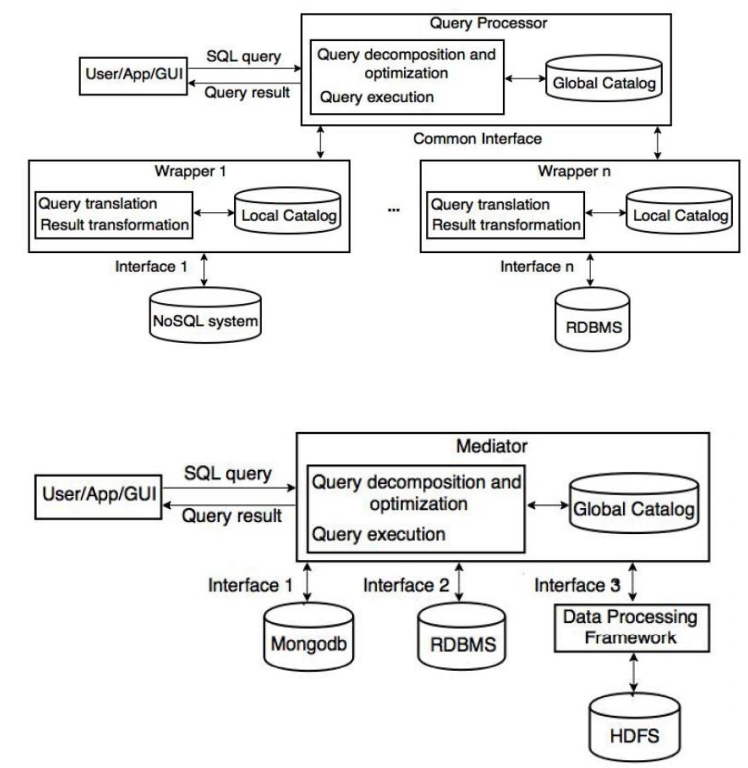 Query Processor
SQL query
User/App/GUI
Query result
Query decomposition and
optimization
Query execution
Global Catalog
Common Interface
Wrapper 1
Query translation
Result transformation
Local Catalog
...
Wrapper n
Query translation
Result transformation
Local Catalog
Interface 1
NoSQL system
Interface n
RDBMS
Mediator
SQL query
User/App/GUI
Query result
Query decomposition and
optimization
Query execution
Global Catalog
Interface 1
Interface 2
Interface 3
Mongodb
RDBMS
Data Processing
Framework
HDFS